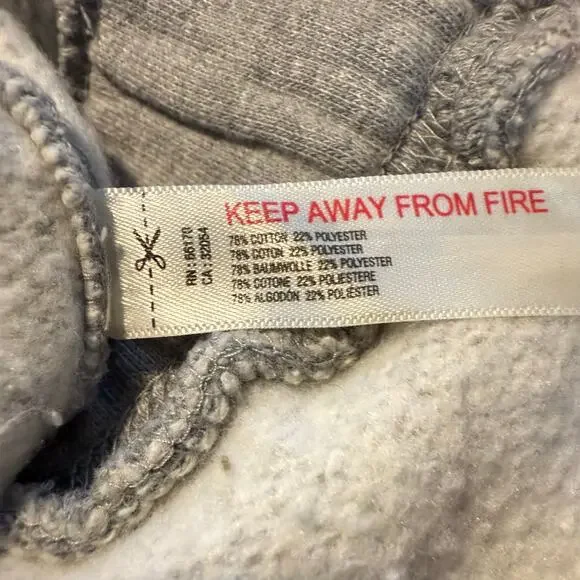 KEEP AWAY FROM FIRE
78% COTTON 22% POLYESTER
78% COTON 22% POLYESTER
78% BAUMWOLLE 22% POLYESTER
78% COTONE 22% POLIESTERE
78% ALGODÓN 22% POLIÉSTER
RN : 66170
CA : 32054